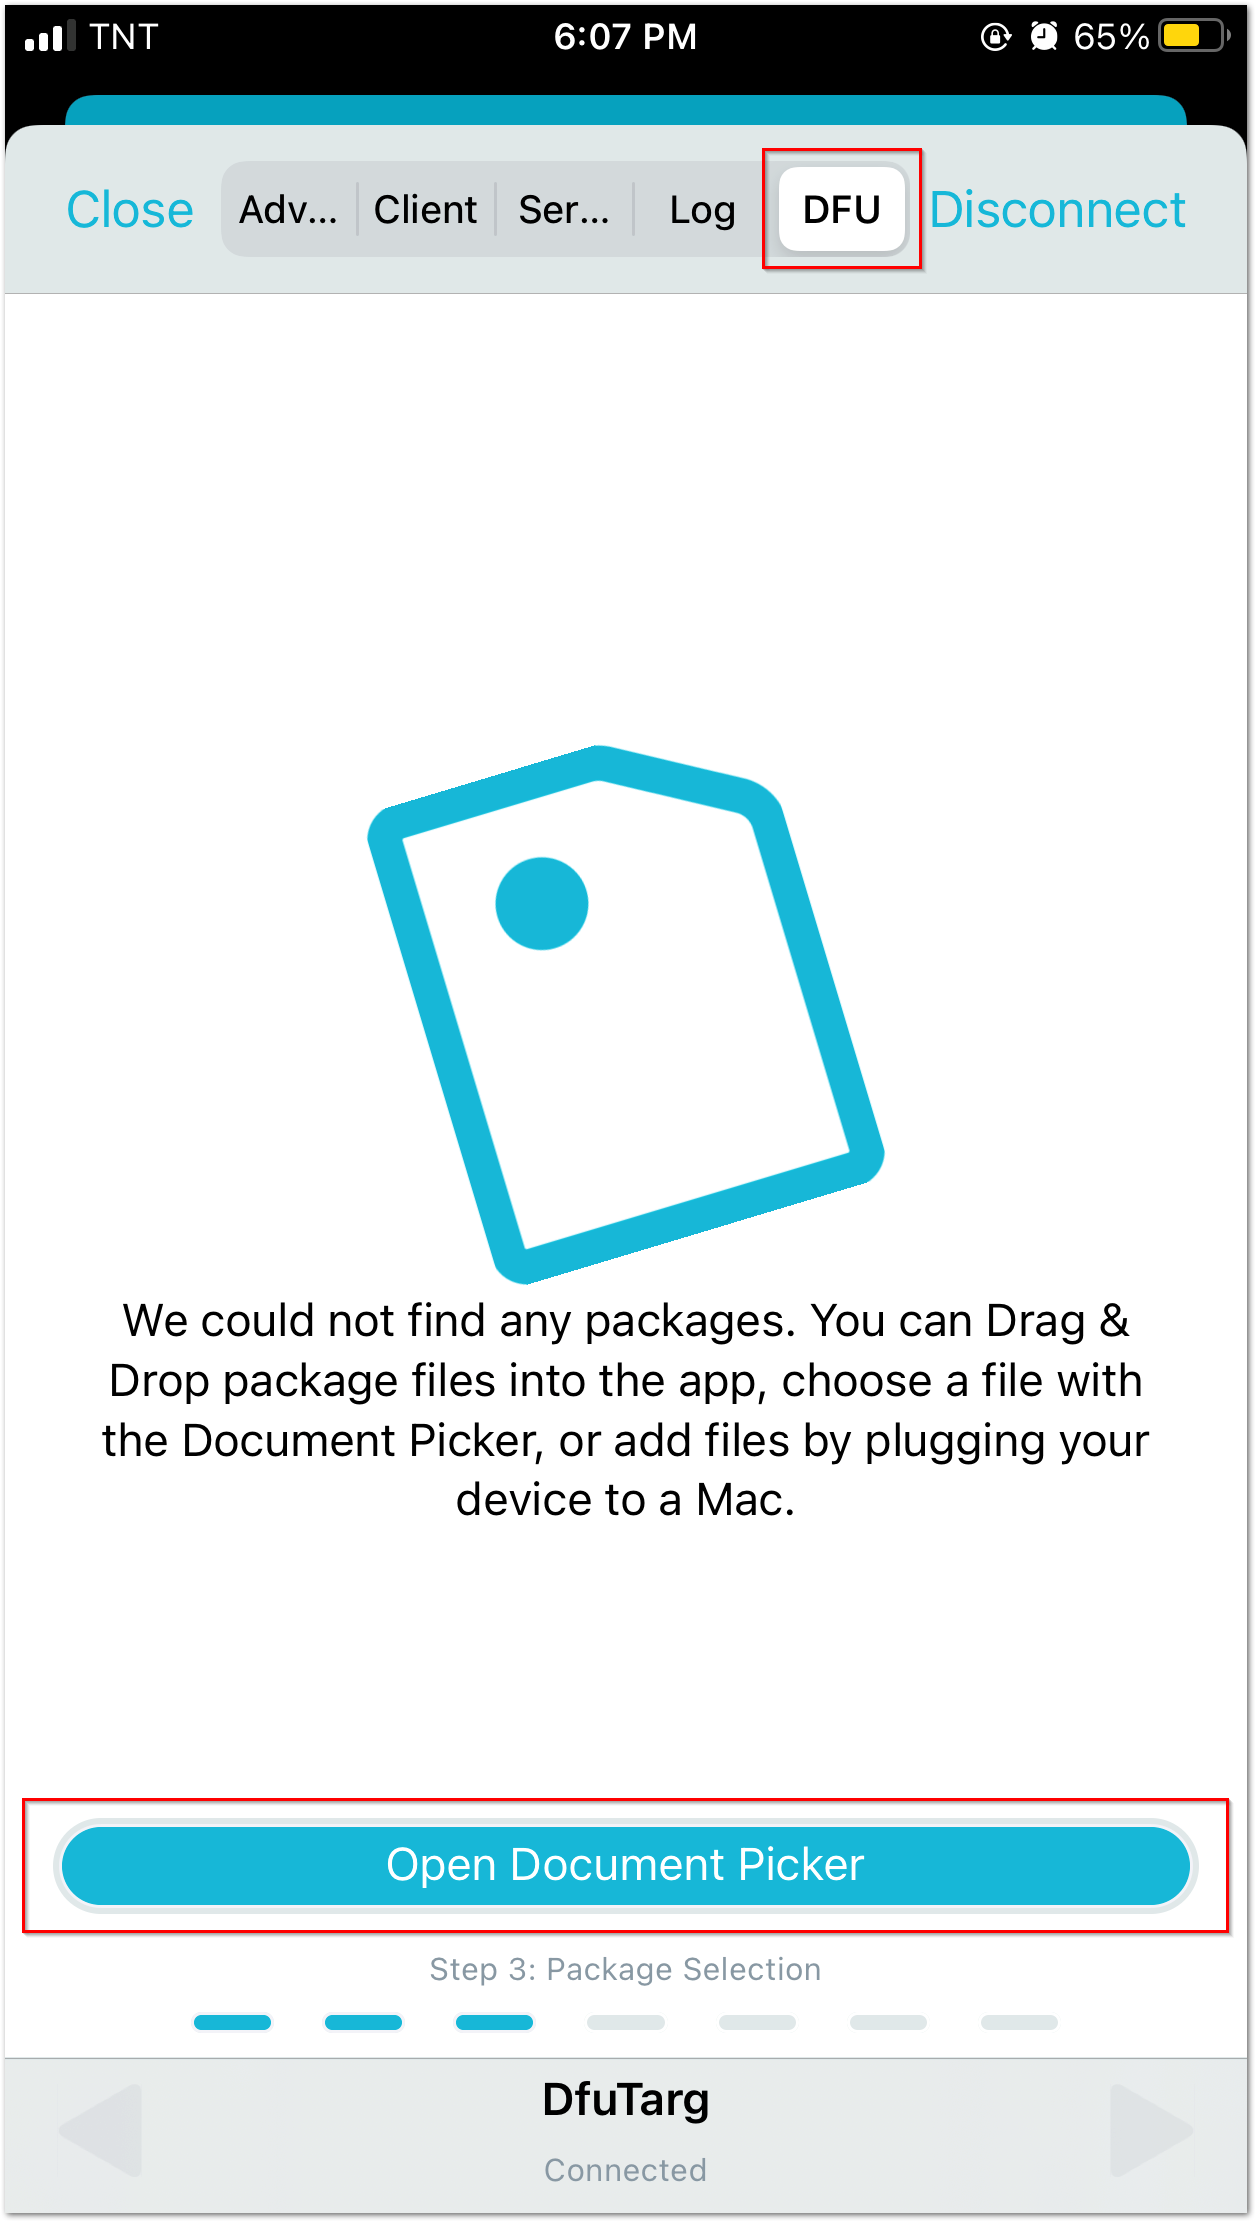 TNT 6:07 PM 65%
Close Adv... Client Ser... Log DFU Disconnect
We could not find any packages. You can Drag &
Drop package files into the app, choose a file with
the Document Picker, or add files by plugging your
device to a Mac.
Open Document Picker
Step 3: Package Selection
DfuTarg
Connected